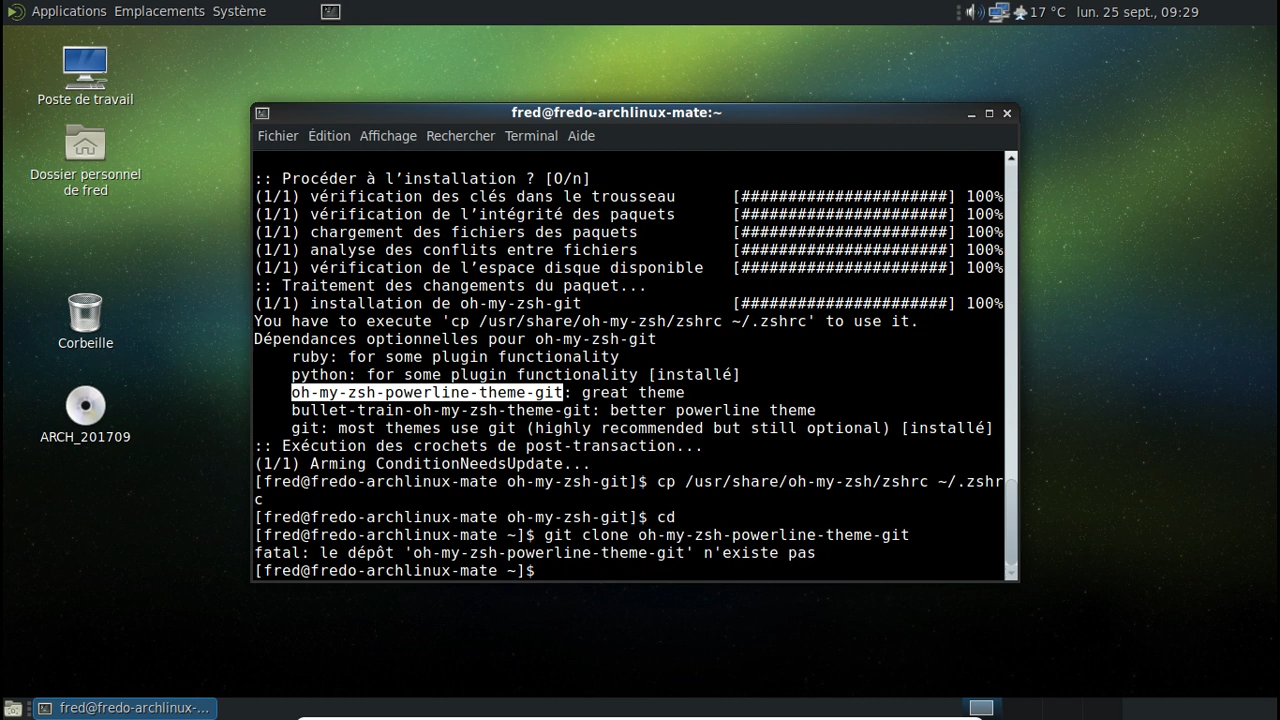 Applications Emplacements Système
17 °C lun. 25 sept., 09:29
Poste de travail
Dossier personnel
de fred
Corbeille
ARCH_201709
fred@fredo-archlinux-mate:~
Fichier Édition Affichage Rechercher Terminal Aide
:: Procéder à l’installation ? [O/n]
(1/1) vérification des clés dans le trousseau [######################] 100%
(1/1) vérification de l’intégrité des paquets [######################] 100%
(1/1) chargement des fichiers des paquets [######################] 100%
(1/1) analyse des conflits entre fichiers [######################] 100%
(1/1) vérification de l’espace disque disponible [######################] 100%
:: Traitement des changements du paquet...
(1/1) installation de oh-my-zsh-git [######################] 100%
You have to execute 'cp /usr/share/oh-my-zsh/zshrc ~/.zshrc' to use it.
Dépendances optionnelles pour oh-my-zsh-git
ruby: for some plugin functionality
python: for some plugin functionality [installé]
oh-my-zsh-powerline-theme-git: great theme
bullet-train-oh-my-zsh-theme-git: better powerline theme
git: most themes use git (highly recommended but still optional) [installé]
:: Exécution des crochets de post-transaction...
(1/1) Arming ConditionNeedsUpdate...
[fred@fredo-archlinux-mate oh-my-zsh-git]$ cp /usr/share/oh-my-zsh/zshrc ~/.zshr
c
[fred@fredo-archlinux-mate oh-my-zsh-git]$ cd
[fred@fredo-archlinux-mate ~]$ git clone oh-my-zsh-powerline-theme-git
fatal: le dépôt 'oh-my-zsh-powerline-theme-git' n'existe pas
[fred@fredo-archlinux-mate ~]$
fred@fredo-archlinux-...